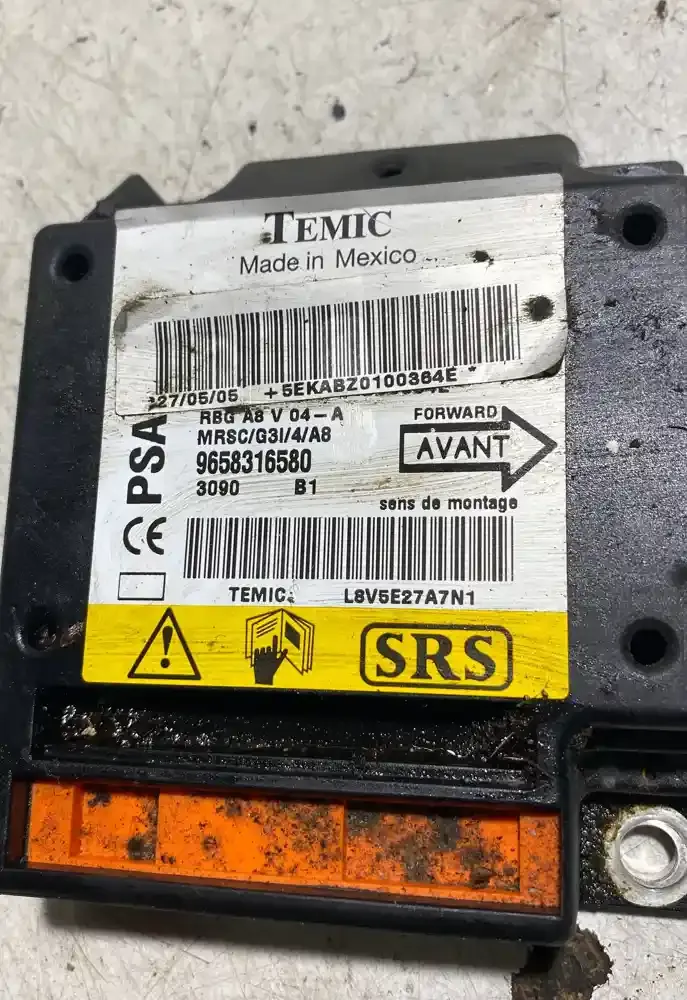 TEMIC
Made in Mexico
27/05/05 +5EKABZ0100364E *
RBG A8 V 04-A
MRSC/G3I/4/A8
9658316580
3090 B1
PSA
CE
FORWARD
AVANT
sens de montage
TEMIC L8V5E27A7N1
SRS